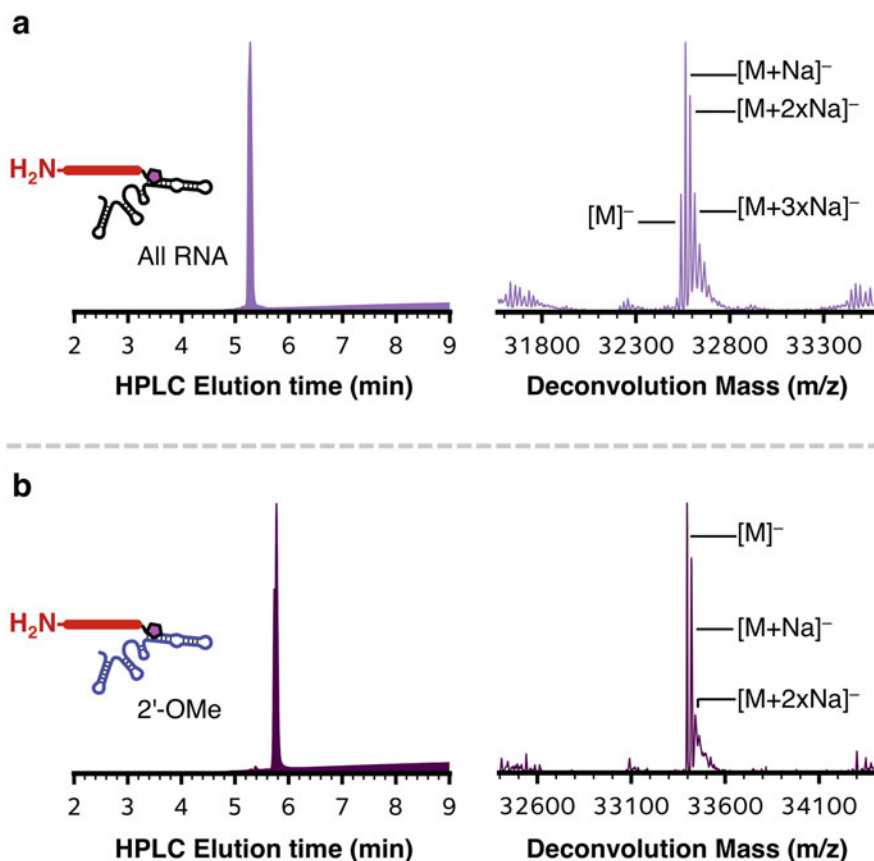 a
[M+Na]–
[M+2xNa]–
H2N
[M]–
[M+3xNa]–
All RNA
2 3 4 5 6 7 8 9
31800 32300 32800 33300
HPLC Elution time (min)
Deconvolution Mass (m/z)
b
[M]–
H2N
[M+Na]–
[M+2xNa]–
2'-OMe
2 3 4 5 6 7 8 9
32600 33100 33600 34100
HPLC Elution time (min)
Deconvolution Mass (m/z)